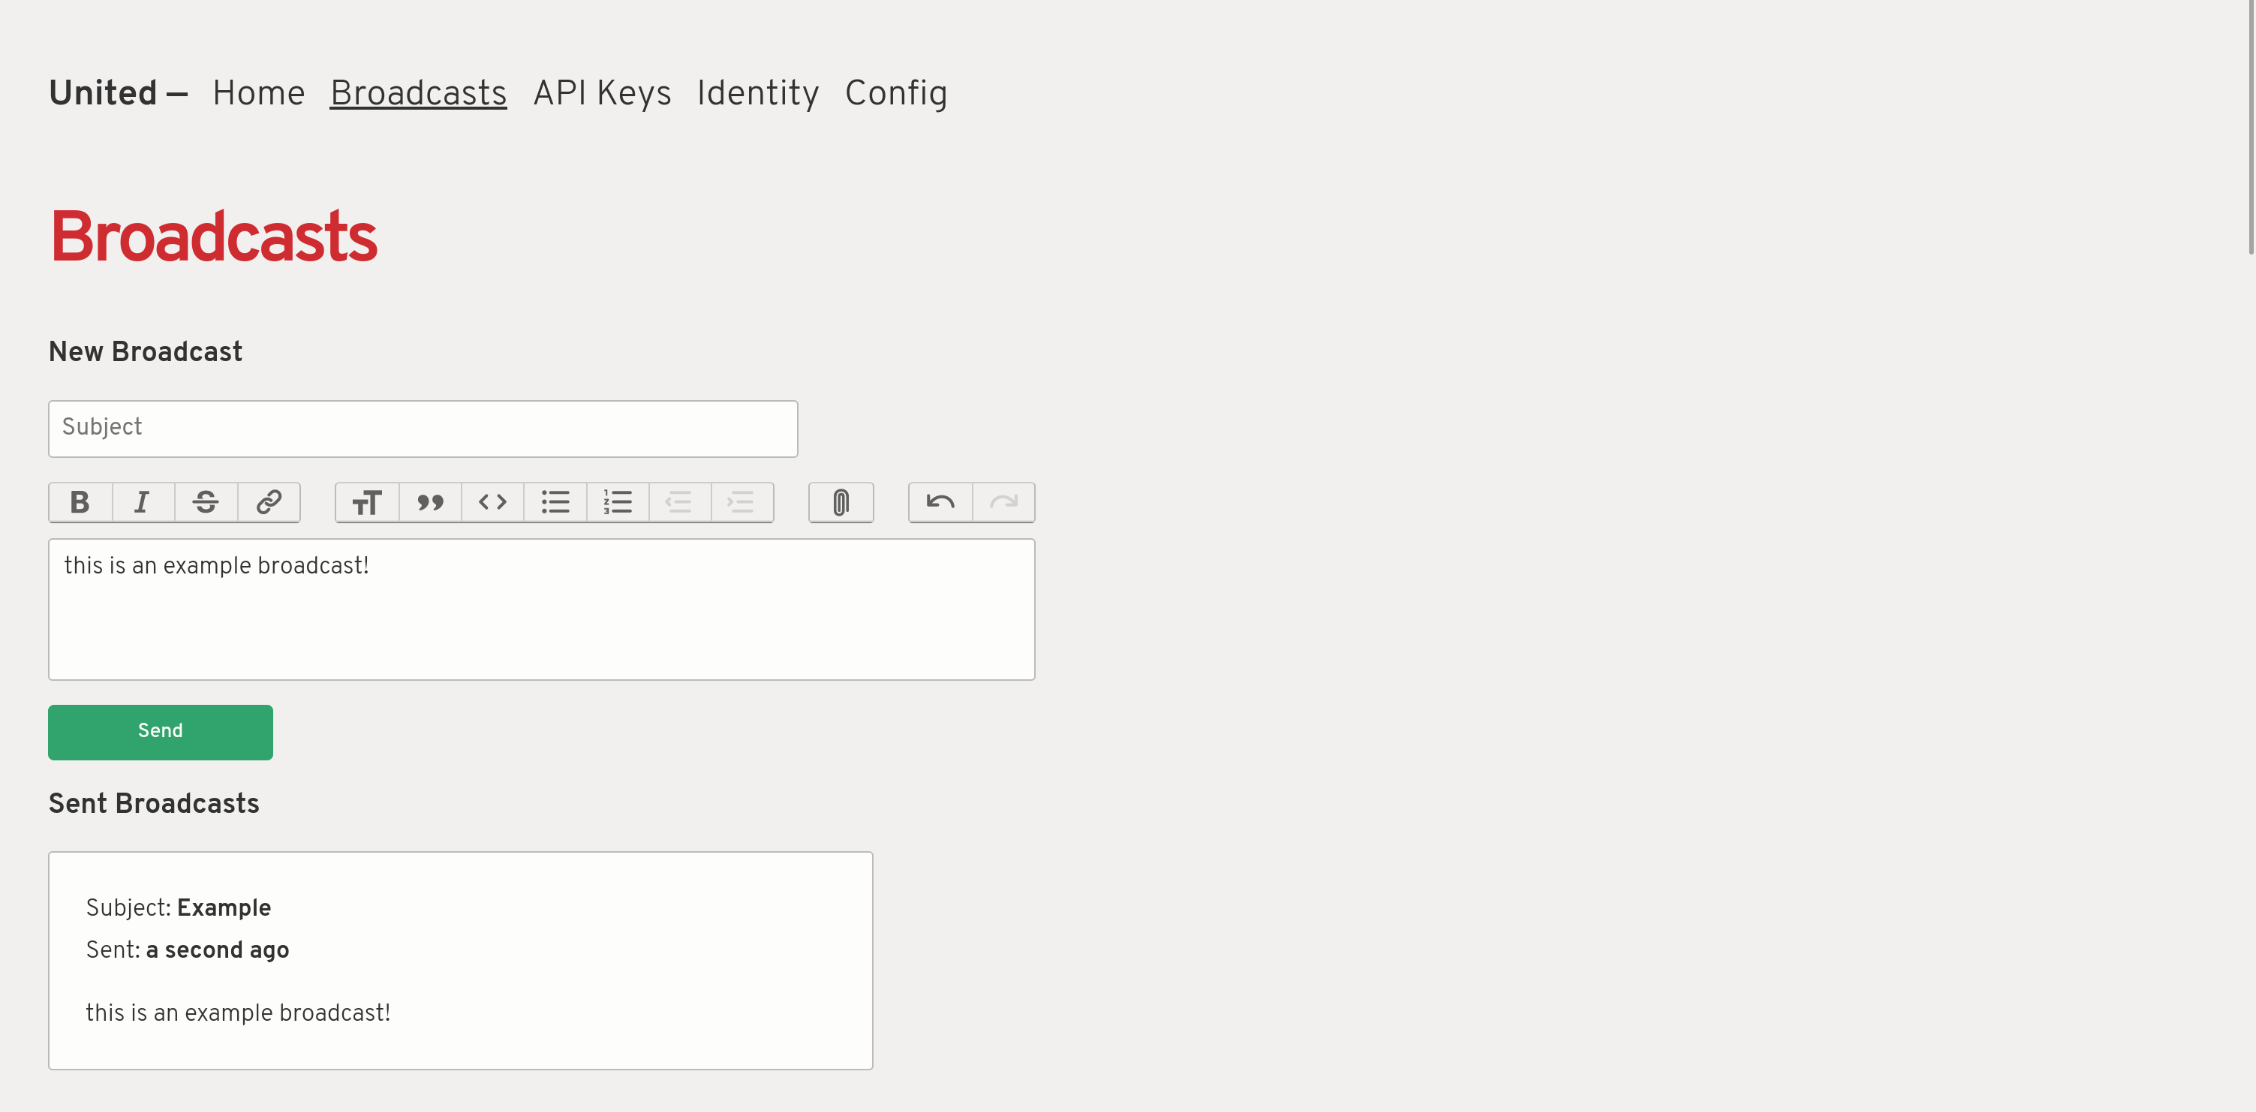 United — Home Broadcasts API Keys Identity Config
Broadcasts
New Broadcast
Subject
this is an example broadcast!
Send
Sent Broadcasts
Subject: Example
Sent: a second ago
this is an example broadcast!